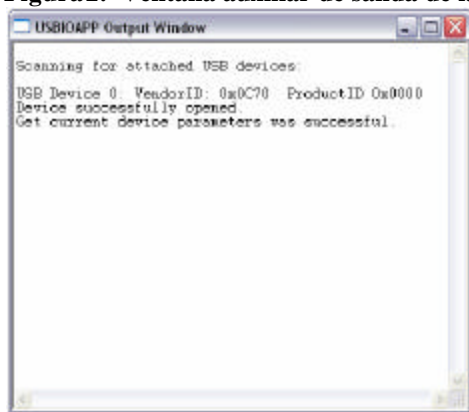 Ventana auxiliar de salida de
USBIOAPP Output Window
Scanning for attached USB devices:
USB Device 0: VendorID: 0x0C70 ProductID 0x0000
Device successfully opened.
Get current device parameters was successful.